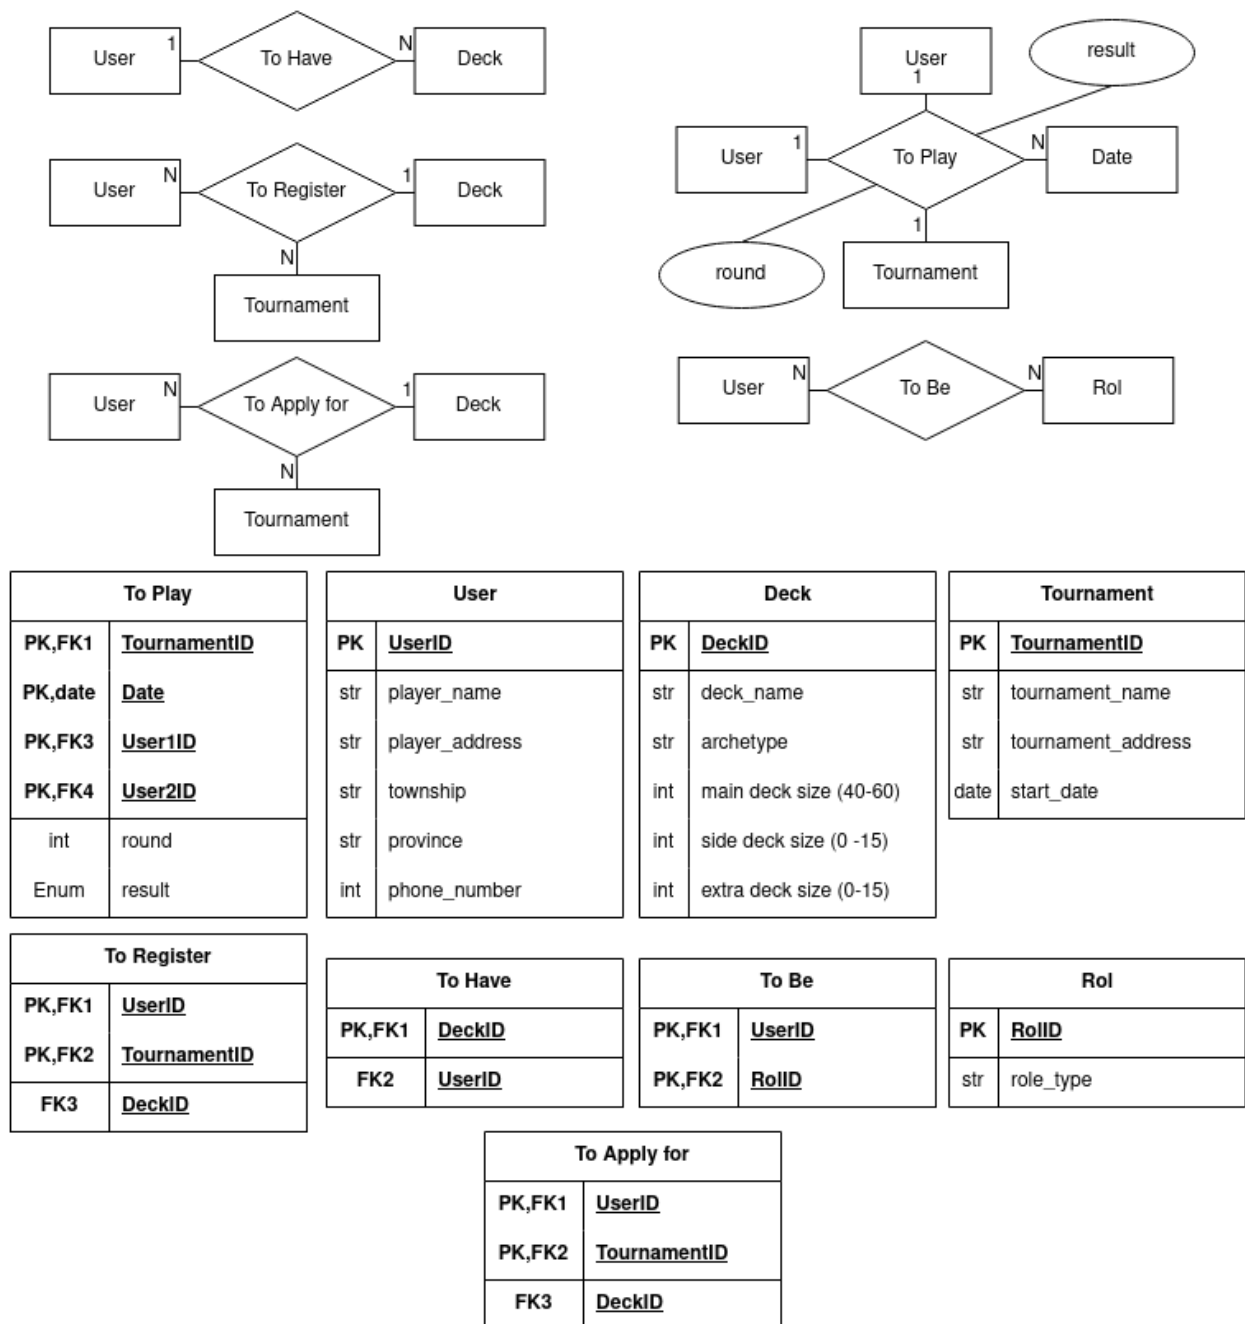 User 1 To Have N Deck
User N To Register 1 Deck
N
Tournament
User N To Apply for 1 Deck
N
Tournament
User
1
result
User 1 To Play N Date
1
round
Tournament
User N To Be N Rol
To Play
PK,FK1 TournamentID
PK,date Date
PK,FK3 User1ID
PK,FK4 User2ID
int round
Enum result
User
PK UserID
str player_name
str player_address
str township
str province
int phone_number
Deck
PK DeckID
str deck_name
str archetype
int main deck size (40-60)
int side deck size (0 -15)
int extra deck size (0-15)
Tournament
PK TournamentID
str tournament_name
str tournament_address
date start_date
To Register
PK,FK1 UserID
PK,FK2 TournamentID
FK3 DeckID
To Have
PK,FK1 DeckID
FK2 UserID
To Be
PK,FK1 UserID
PK,FK2 RolID
Rol
PK RolID
str role_type
To Apply for
PK,FK1 UserID
PK,FK2 TournamentID
FK3 DeckID